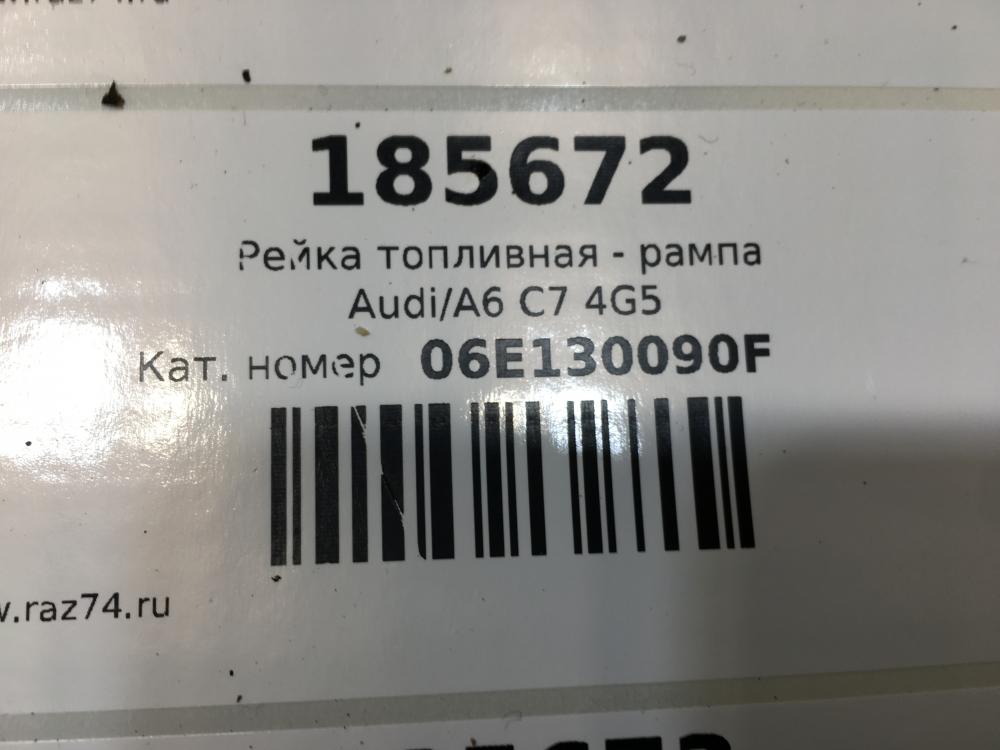 185672
Рейка топливная - рампа
Audi/A6 C7 4G5
Кат. номер 06E130090F
w.raz74.ru